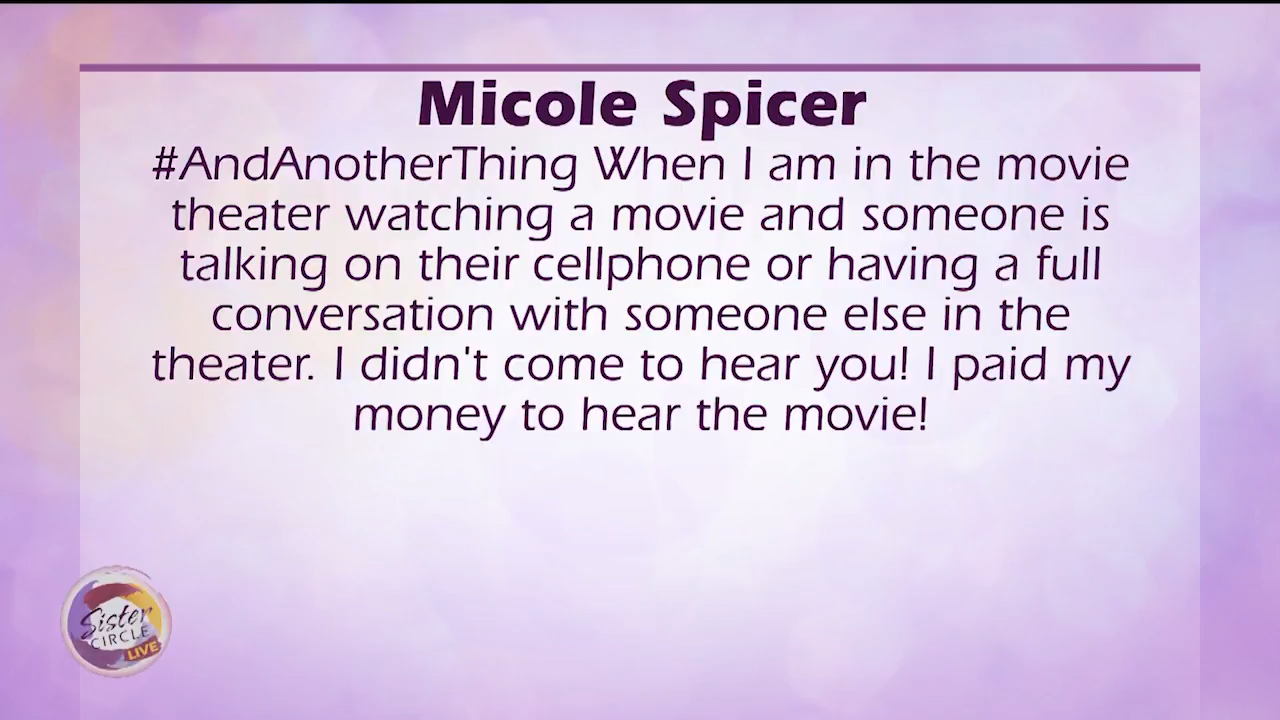 Micole Spicer
#AndAnotherThing When I am in the movie
theater watching a movie and someone is
talking on their cellphone or having a full
conversation with someone else in the
theater. I didn't come to hear you! I paid my
money to hear the movie!
Sister
CIRCLE
LIVE